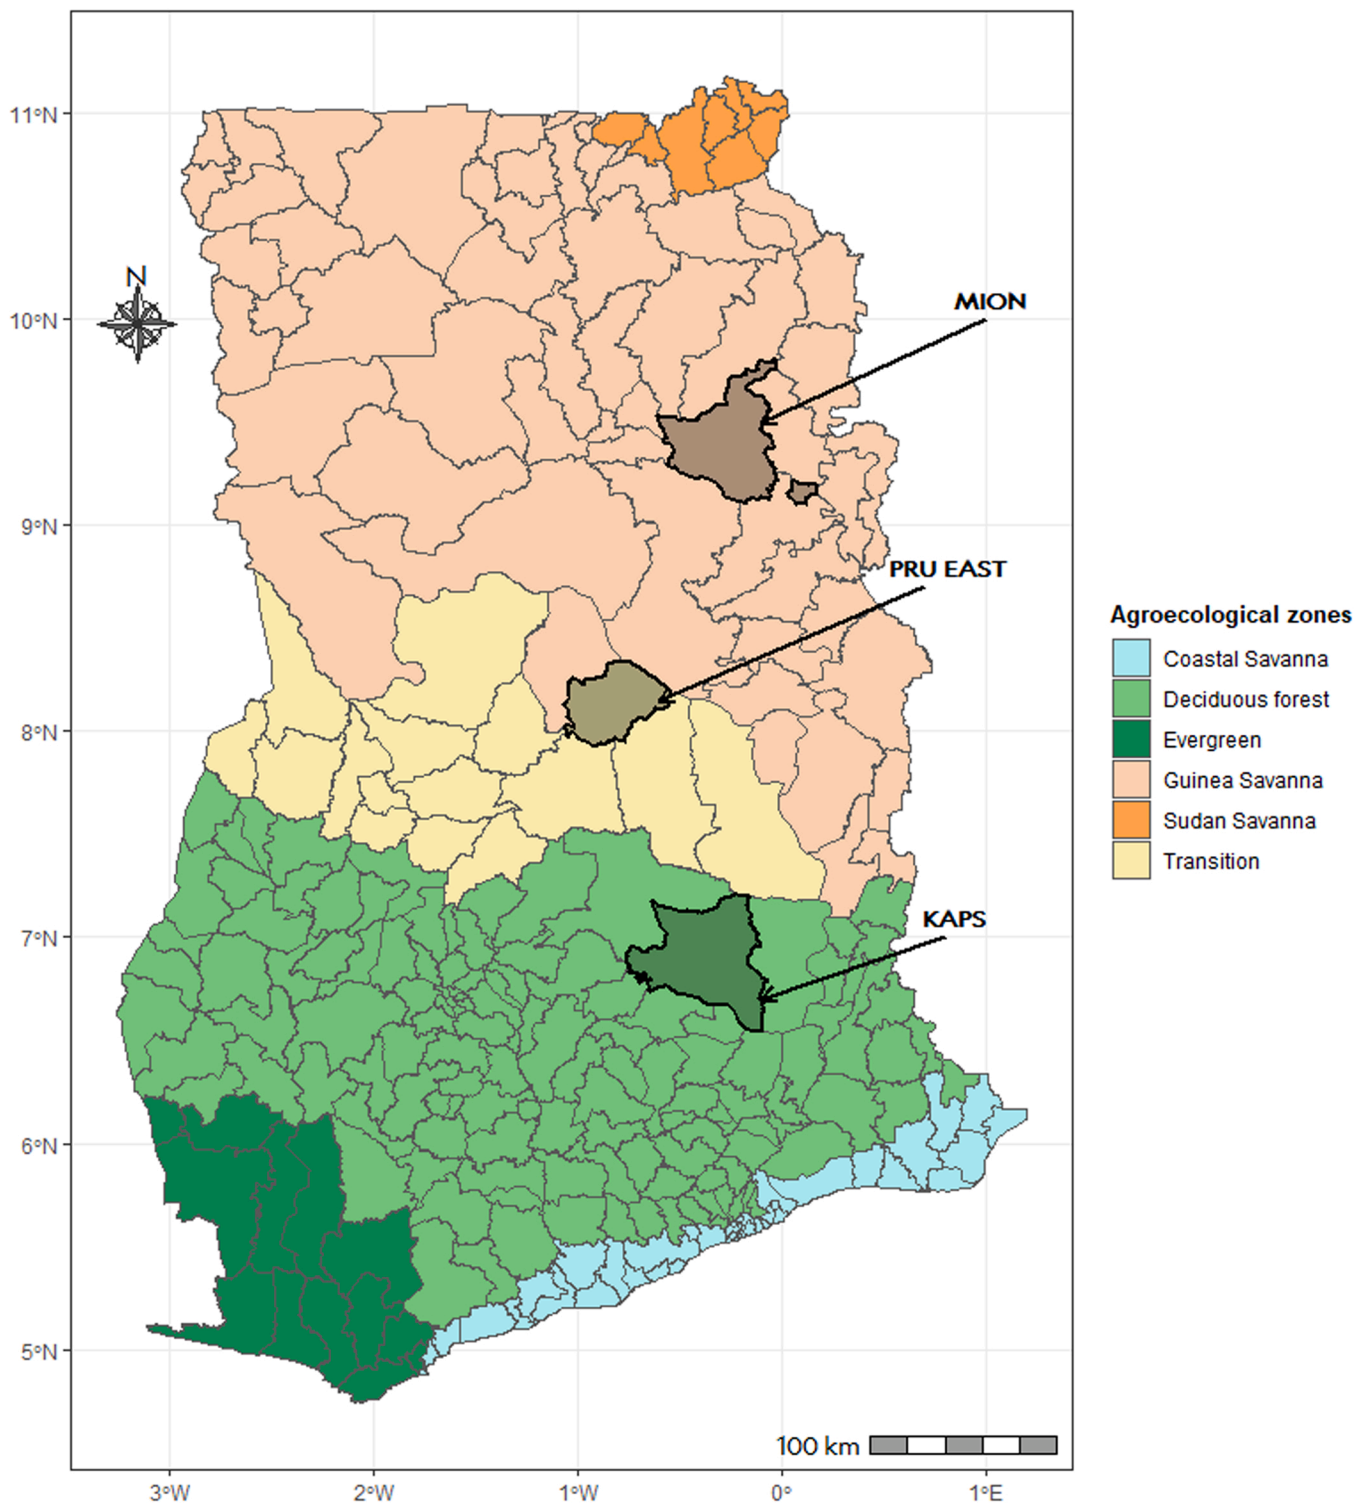 11°N
N
MION
10°N
9°N
PRU EAST
Agroecological zones
Coastal Savanna
Deciduous forest
Evergreen
Guinea Savanna
Sudan Savanna
Transition
8°N
KAPS
7°N
6°N
5°N
100 km
3°W 2°W 1°W 0° 1°E